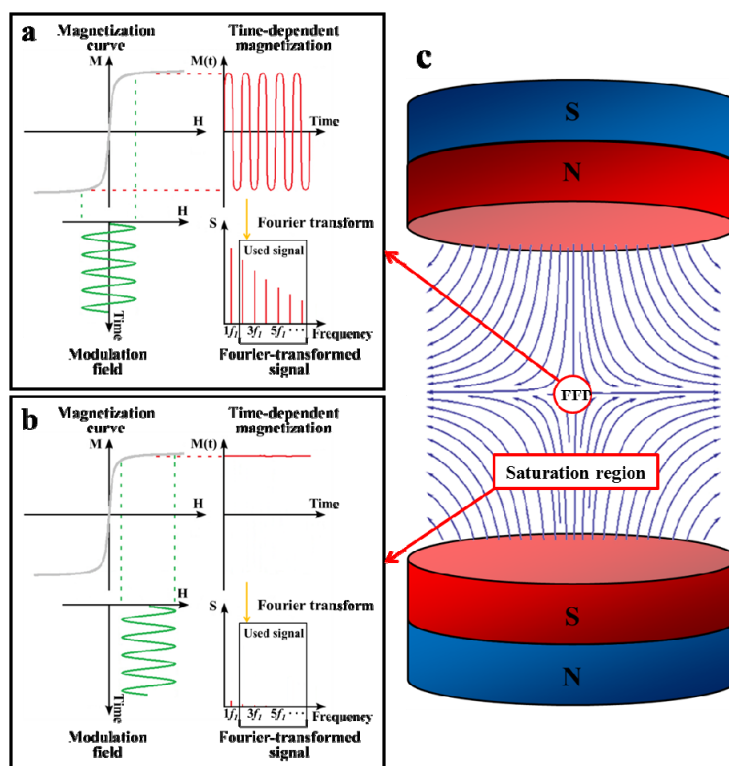 a
Magnetization
curve
Time-dependent
magnetization
M
M(t)
H
Time
H
S
Fourier transform
Used signal
1f₁ 3f₁ 5f₁ ···
Frequency
Time
Modulation
field
Fourier-transformed
signal
b
Magnetization
curve
Time-dependent
magnetization
M
M(t)
H
Time
H
S
Fourier transform
Used signal
1f₁ 3f₁ 5f₁ ···
Frequency
Time
Modulation
field
Fourier-transformed
signal
c
S
N
FFP
Saturation region
S
N